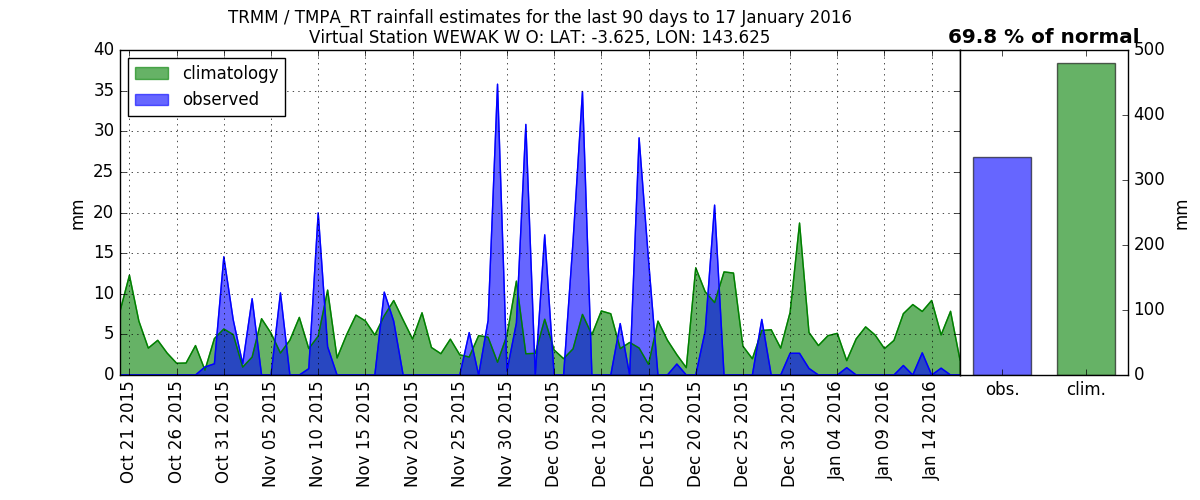 TRMM / TMPA_RT rainfall estimates for the last 90 days to 17 January 2016
Virtual Station WEWAK W O: LAT: -3.625, LON: 143.625
69.8 % of normal
climatology
observed
mm
40
35
30
25
20
15
10
5
0
Oct 21 2015
Oct 26 2015
Oct 31 2015
Nov 05 2015
Nov 10 2015
Nov 15 2015
Nov 20 2015
Nov 25 2015
Nov 30 2015
Dec 05 2015
Dec 10 2015
Dec 15 2015
Dec 20 2015
Dec 25 2015
Dec 30 2015
Jan 04 2016
Jan 09 2016
Jan 14 2016
obs.
clim.
500
400
300
200
100
0
mm